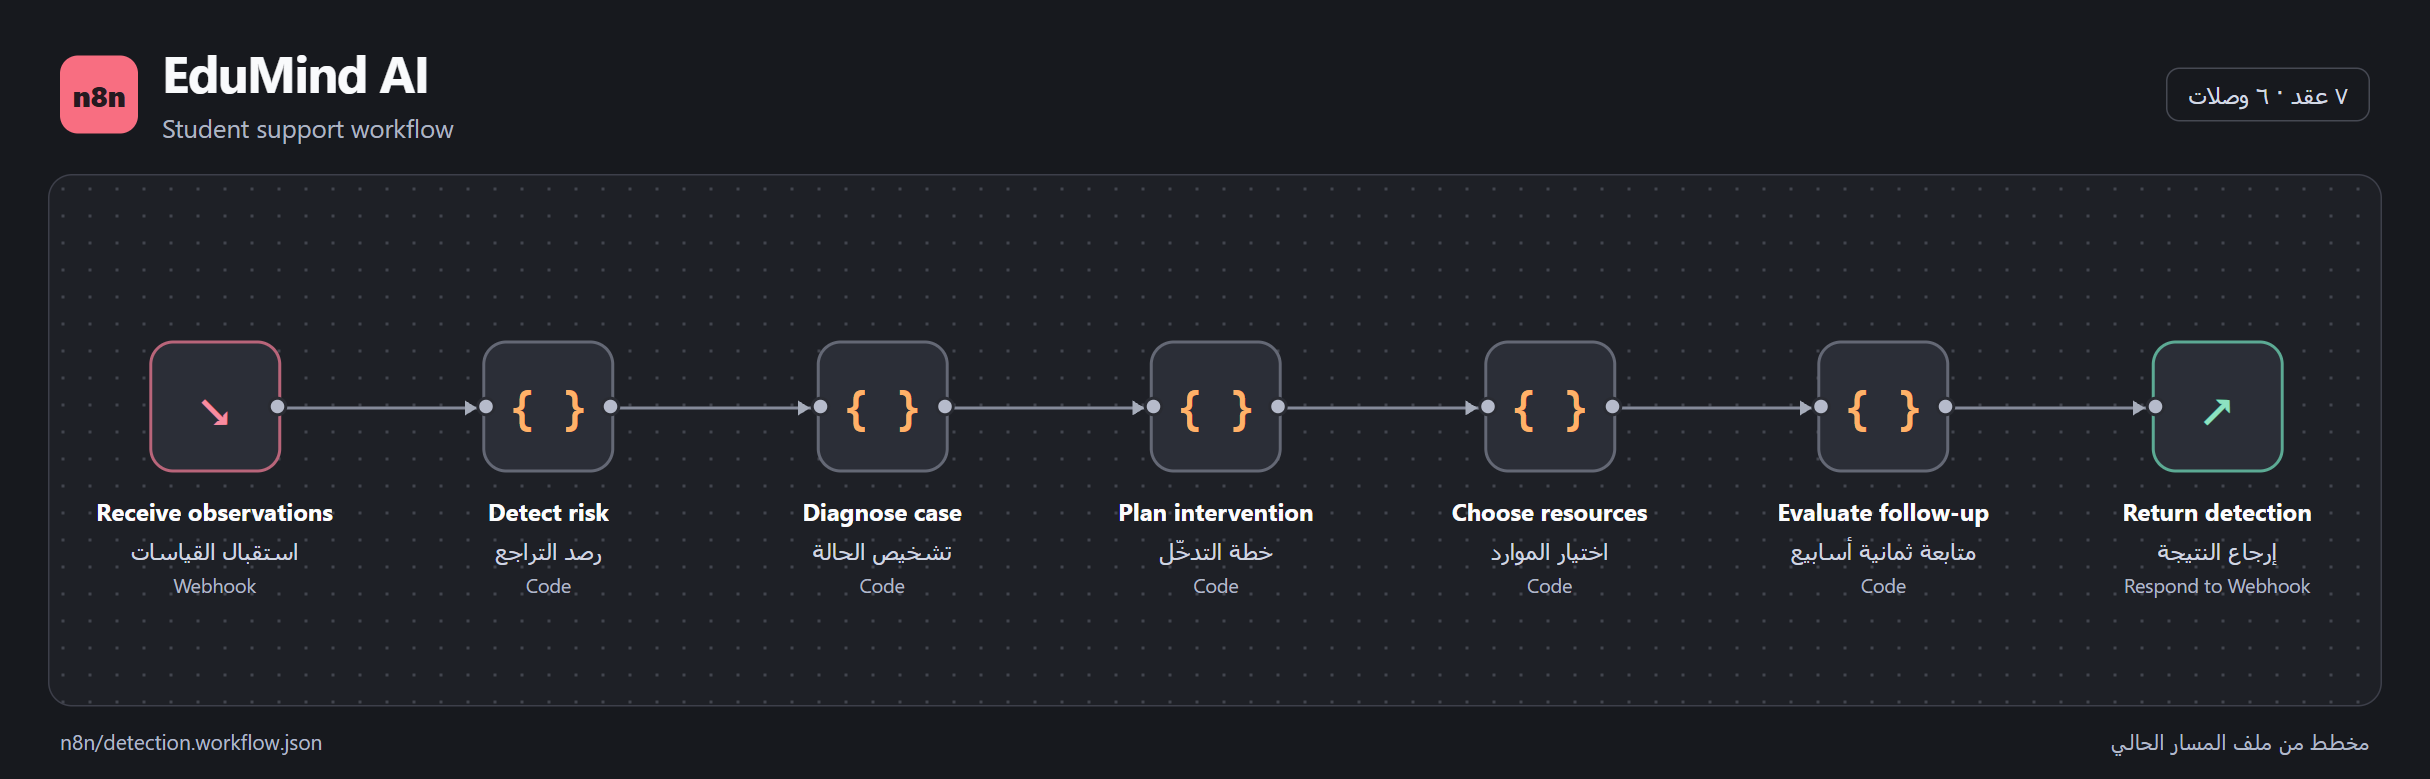 n8n
EduMind AI
Student support workflow
٧ عقد · ٦ وصلات
{ }
{ }
{ }
{ }
{ }
Receive observations
استقبال القياسات
Webhook
Detect risk
رصد التراجع
Code
Diagnose case
تشخيص الحالة
Code
Plan intervention
خطة التدخّل
Code
Choose resources
اختيار الموارد
Code
Evaluate follow-up
متابعة ثمانية أسابيع
Code
Return detection
إرجاع النتيجة
Respond to Webhook
n8n/detection.workflow.json
مخطط من ملف المسار الحالي